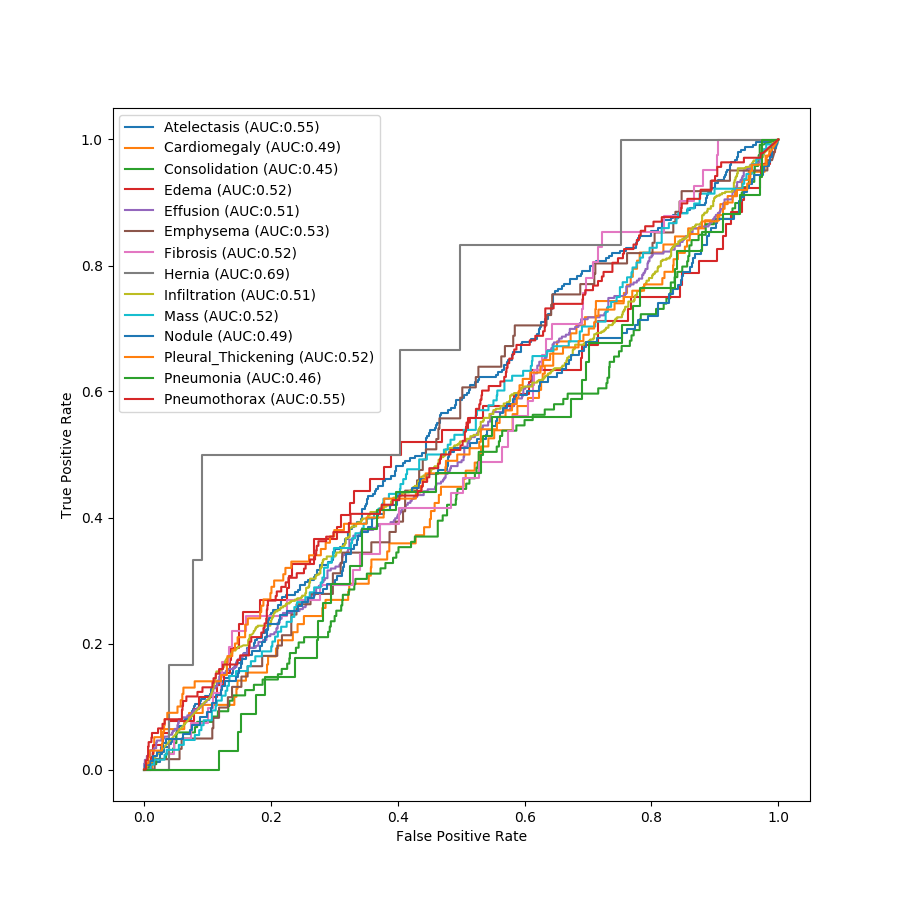 Atelectasis (AUC:0.55)
Cardiomegaly (AUC:0.49)
Consolidation (AUC:0.45)
Edema (AUC:0.52)
Effusion (AUC:0.51)
Emphysema (AUC:0.53)
Fibrosis (AUC:0.52)
Hernia (AUC:0.69)
Infiltration (AUC:0.51)
Mass (AUC:0.52)
Nodule (AUC:0.49)
Pleural_Thickening (AUC:0.52)
Pneumonia (AUC:0.46)
Pneumothorax (AUC:0.55)
True Positive Rate
1.0
0.8
0.6
0.4
0.2
0.0
0.0 0.2 0.4 0.6 0.8 1.0
False Positive Rate